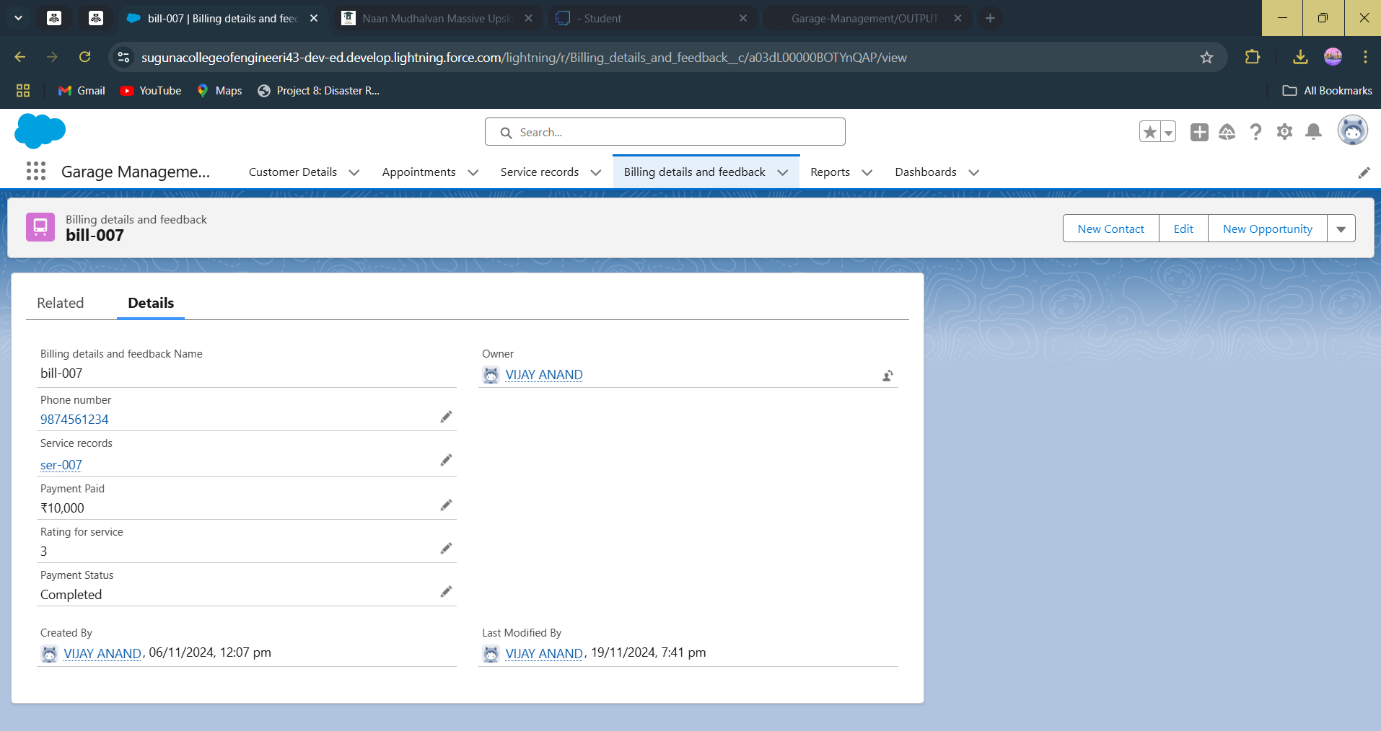 bill-007 | Billing details and feed
Naan Mudhalvan Massive Upsk
- Student
Garage-Management/OUTPUT
sugunacollegeofengineeri43-dev-ed.develop.lightning.force.com/lightning/r/Billing_details_and_feedback__c/a03dL00000BOTYnQAP/view
Gmail YouTube Maps Project 8: Disaster R... All Bookmarks
Search...
Garage Manageme... Customer Details Appointments Service records Billing details and feedback Reports Dashboards
Billing details and feedback
bill-007
New Contact Edit New Opportunity
Related Details
Billing details and feedback Name
bill-007
Owner
VIJAY ANAND
Phone number
9874561234
Service records
ser-007
Payment Paid
₹10,000
Rating for service
3
Payment Status
Completed
Created By
VIJAY ANAND, 06/11/2024, 12:07 pm
Last Modified By
VIJAY ANAND, 19/11/2024, 7:41 pm